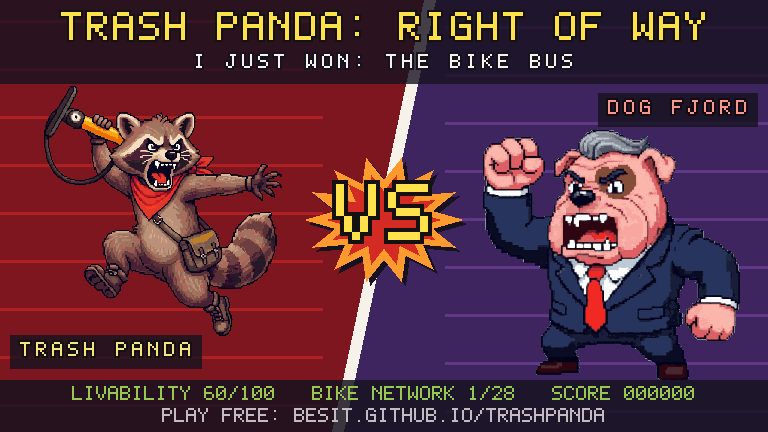 TRASH PANDA: RIGHT OF WAY
I JUST WON: THE BIKE BUS
DOG FJORD
VS
TRASH PANDA
LIVABILITY 60/100 BIKE NETWORK 1/28 SCORE 000000
PLAY FREE: BESIT.GITHUB.IO/TRASHPANDA